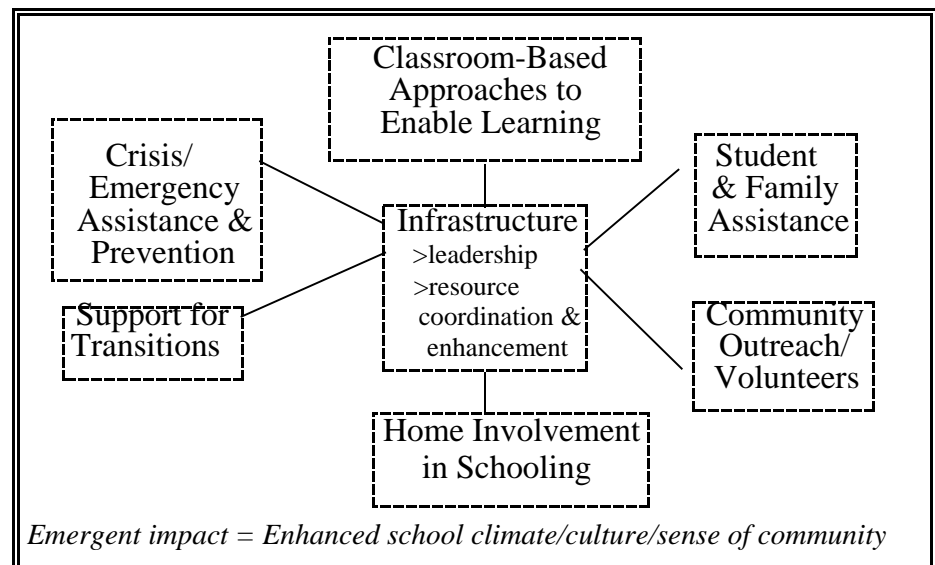 Classroom-Based
Approaches to
Enable Learning
Crisis/
Emergency
Assistance &
Prevention
Student
& Family
Assistance
Infrastructure
>leadership
>resource
coordination &
enhancement
Support for
Transitions
Community
Outreach/
Volunteers
Home Involvement
in Schooling
Emergent impact = Enhanced school climate/culture/sense of community